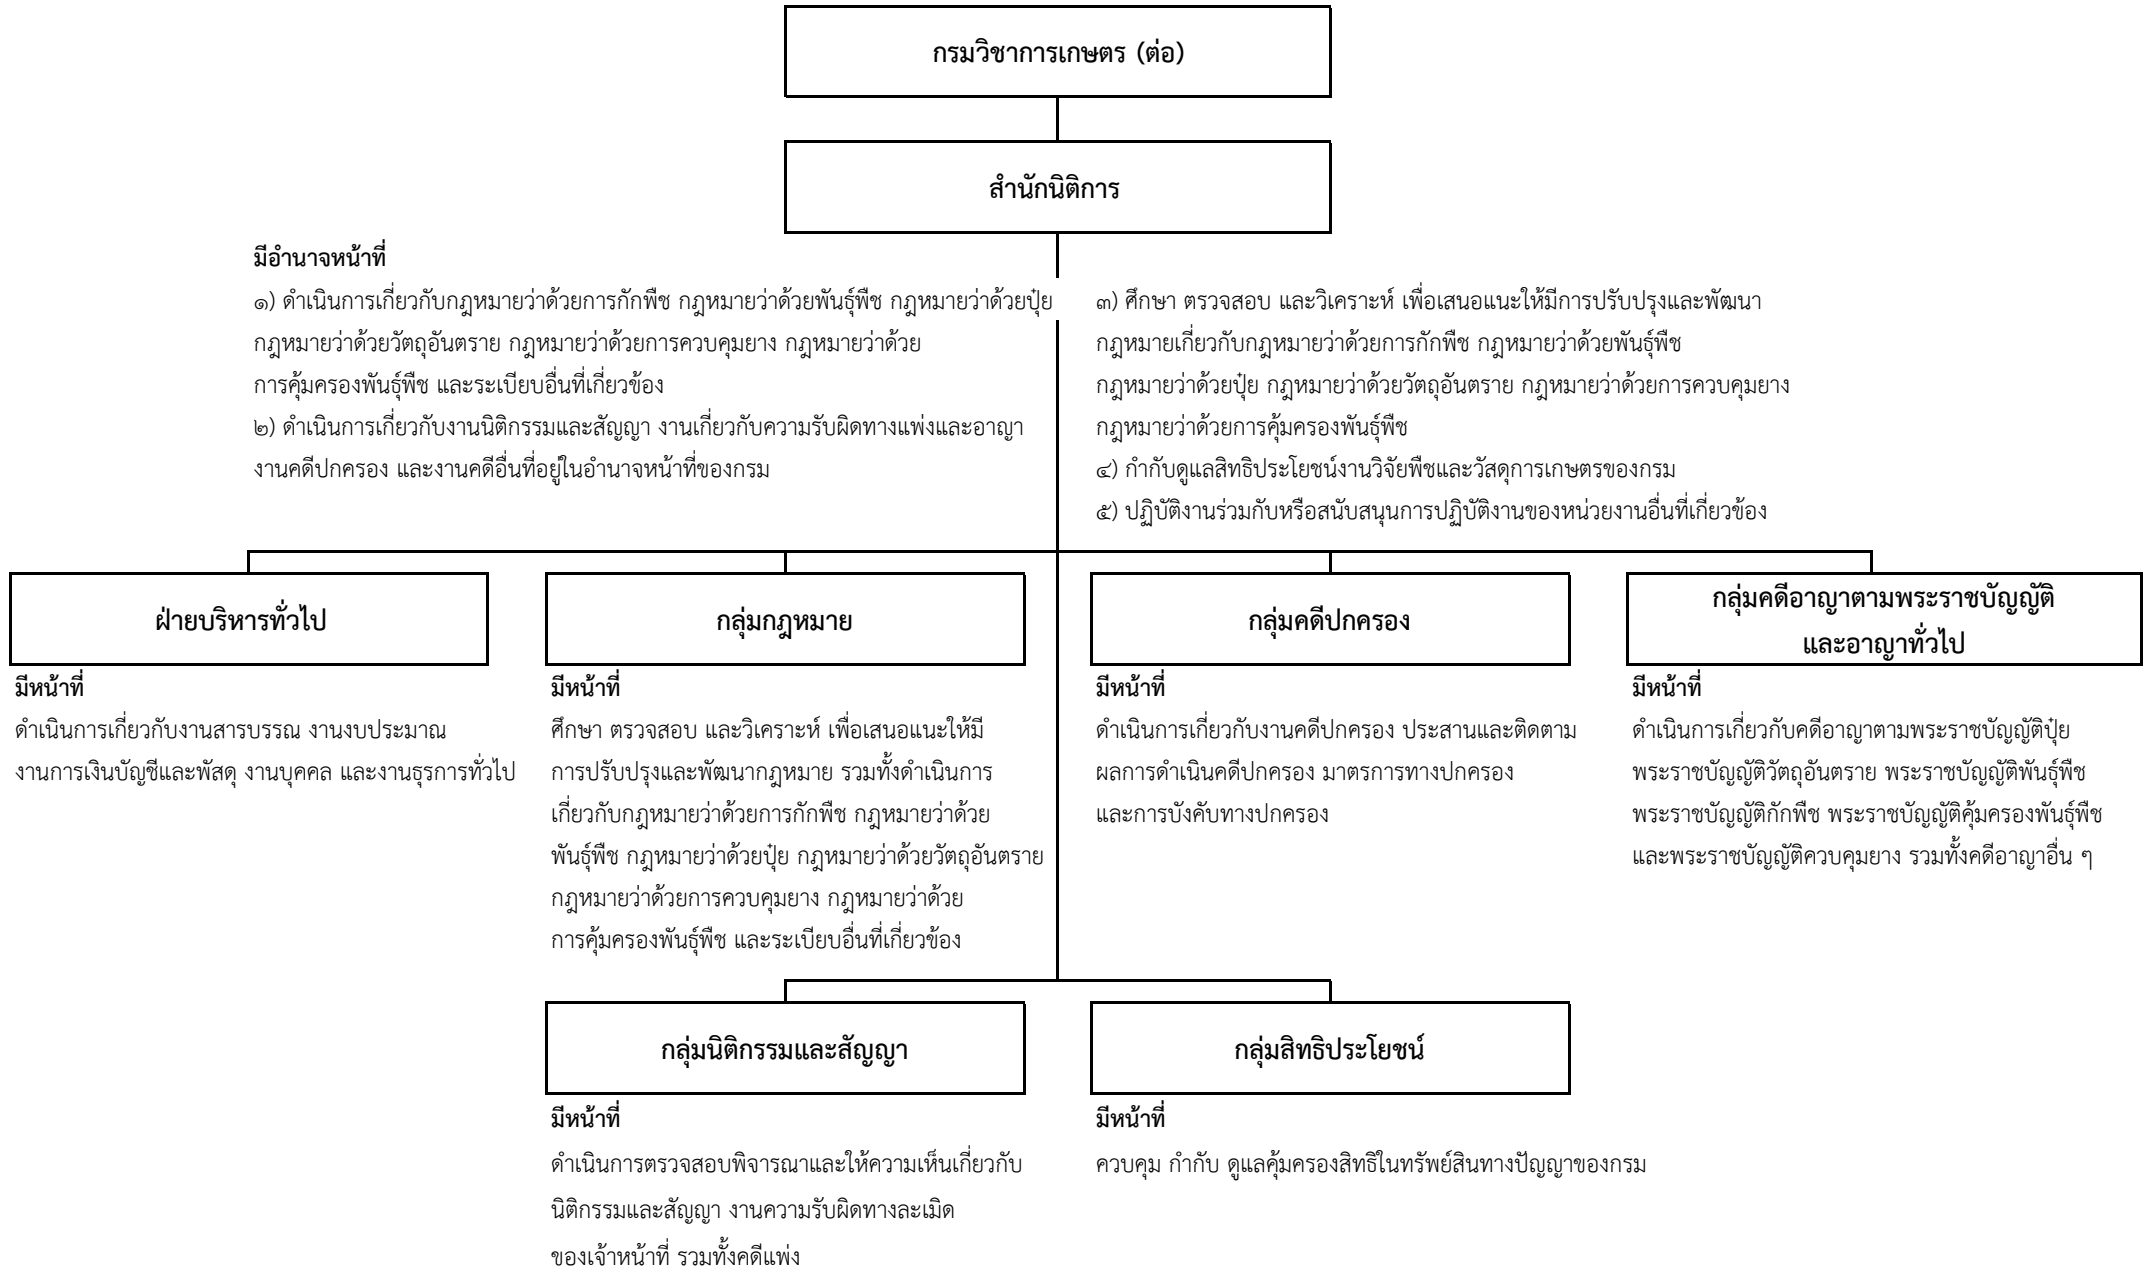 กรมวิชาการเกษตร (ต่อ)
สำนักนิติการ
มีอำนาจหน้าที่
๑) ดำเนินการเกี่ยวกับกฎหมายว่าด้วยการกักพืช กฎหมายว่าด้วยพันธุ์พืช กฎหมายว่าด้วยปุ๋ย
กฎหมายว่าด้วยวัตถุอันตราย กฎหมายว่าด้วยการควบคุมยาง กฎหมายว่าด้วย
การคุ้มครองพันธุ์พืช และระเบียบอื่นที่เกี่ยวข้อง
๒) ดำเนินการเกี่ยวกับงานนิติกรรมและสัญญา งานเกี่ยวกับความรับผิดทางแพ่งและอาญา
งานคดีปกครอง และงานคดีอื่นที่อยู่ในอำนาจหน้าที่ของกรม
๓) ศึกษา ตรวจสอบ และวิเคราะห์ เพื่อเสนอแนะให้มีการปรับปรุงและพัฒนา
กฎหมายเกี่ยวกับกฎหมายว่าด้วยการกักพืช กฎหมายว่าด้วยพันธุ์พืช
กฎหมายว่าด้วยปุ๋ย กฎหมายว่าด้วยวัตถุอันตราย กฎหมายว่าด้วยการควบคุมยาง
กฎหมายว่าด้วยการคุ้มครองพันธุ์พืช
๔) กำกับดูแลสิทธิประโยชน์งานวิจัยพืชและวัสดุการเกษตรของกรม
๕) ปฏิบัติงานร่วมกับหรือสนับสนุนการปฏิบัติงานของหน่วยงานอื่นที่เกี่ยวข้อง
ฝ่ายบริหารทั่วไป
มีหน้าที่
ดำเนินการเกี่ยวกับงานสารบรรณ งานงบประมาณ
งานการเงินบัญชีและพัสดุ งานบุคคล และงานธุรการทั่วไป
กลุ่มกฎหมาย
มีหน้าที่
ศึกษา ตรวจสอบ และวิเคราะห์ เพื่อเสนอแนะให้มี
การปรับปรุงและพัฒนากฎหมาย รวมทั้งดำเนินการ
เกี่ยวกับกฎหมายว่าด้วยการกักพืช กฎหมายว่าด้วย
พันธุ์พืช กฎหมายว่าด้วยปุ๋ย กฎหมายว่าด้วยวัตถุอันตราย
กฎหมายว่าด้วยการควบคุมยาง กฎหมายว่าด้วย
การคุ้มครองพันธุ์พืช และระเบียบอื่นที่เกี่ยวข้อง
กลุ่มคดีปกครอง
มีหน้าที่
ดำเนินการเกี่ยวกับงานคดีปกครอง ประสานและติดตาม
ผลการดำเนินคดีปกครอง มาตรการทางปกครอง
และการบังคับทางปกครอง
กลุ่มคดีอาญาตามพระราชบัญญัติ
และอาญาทั่วไป
มีหน้าที่
ดำเนินการเกี่ยวกับคดีอาญาตามพระราชบัญญัติปุ๋ย
พระราชบัญญัติวัตถุอันตราย พระราชบัญญัติพันธุ์พืช
พระราชบัญญัติกักพืช พระราชบัญญัติคุ้มครองพันธุ์พืช
และพระราชบัญญัติควบคุมยาง รวมทั้งคดีอาญาอื่น ๆ
กลุ่มนิติกรรมและสัญญา
มีหน้าที่
ดำเนินการตรวจสอบพิจารณาและให้ความเห็นเกี่ยวกับ
นิติกรรมและสัญญา งานความรับผิดทางละเมิด
ของเจ้าหน้าที่ รวมทั้งคดีแพ่ง
กลุ่มสิทธิประโยชน์
มีหน้าที่
ควบคุม กำกับ ดูแลคุ้มครองสิทธิในทรัพย์สินทางปัญญาของกรม